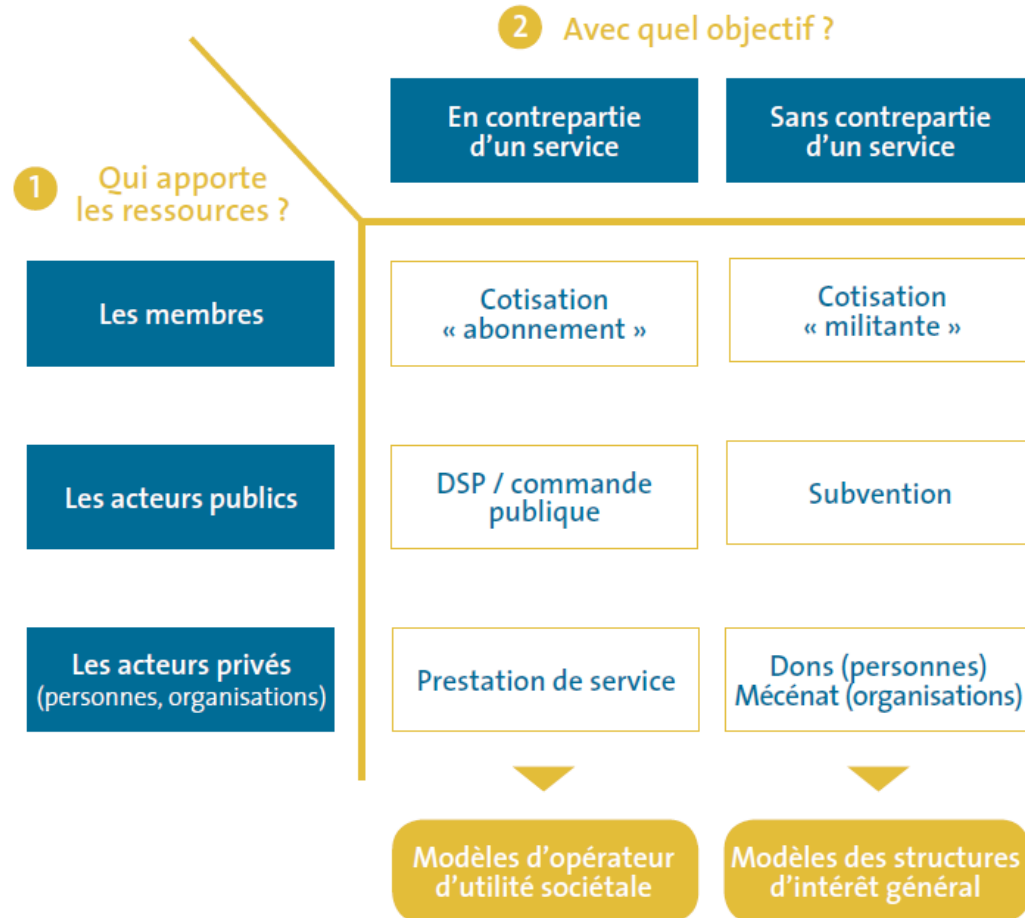 2 Avec quel objectif ?
En contrepartie
d’un service
Sans contrepartie
d’un service
1 Qui apporte
les ressources ?
Les membres
Cotisation
« abonnement »
Cotisation
« militante »
Les acteurs publics
DSP / commande
publique
Subvention
Les acteurs privés
(personnes, organisations)
Prestation de service
Dons (personnes)
Mécénat (organisations)
Modèles d’opérateur
d’utilité sociétale
Modèles des structures
d’intérêt général